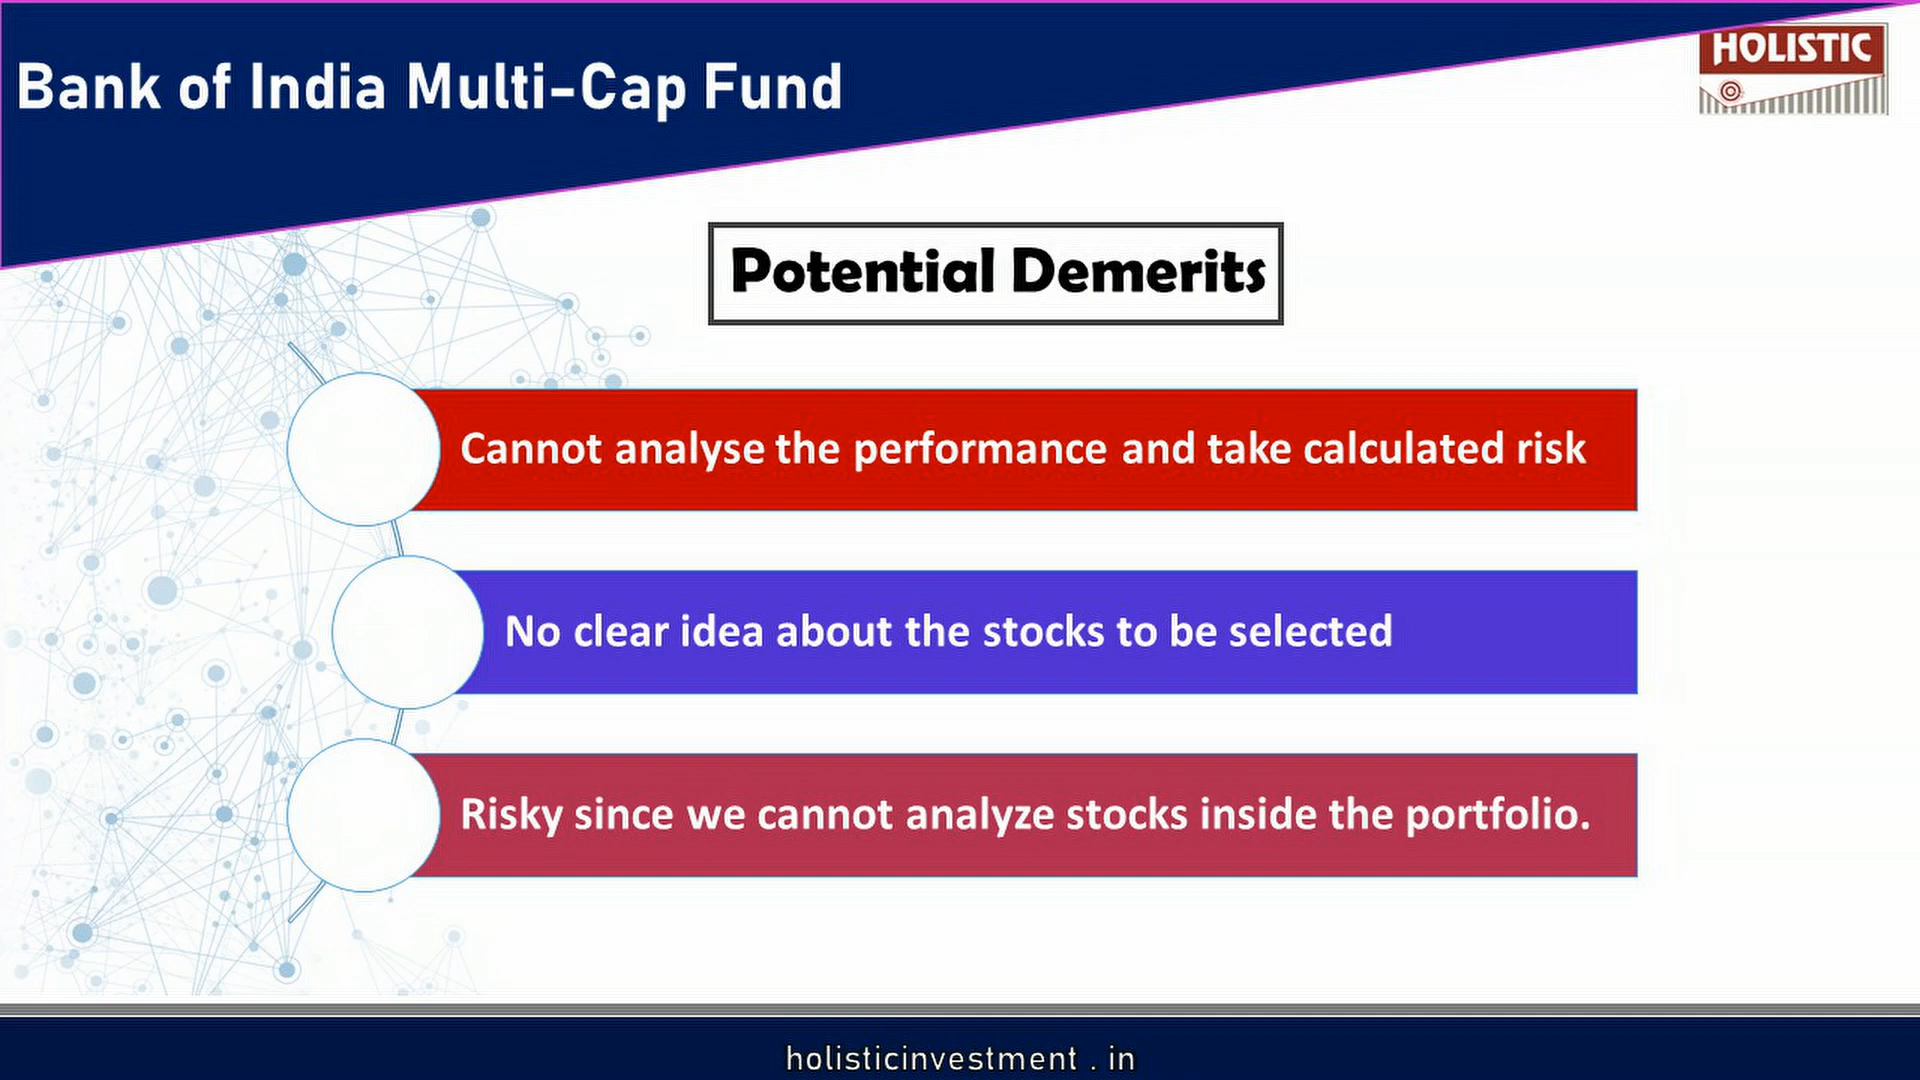 Bank of India Multi-Cap Fund
HOLISTIC
Potential Demerits
Cannot analyse the performance and take calculated risk
No clear idea about the stocks to be selected
Risky since we cannot analyze stocks inside the portfolio.
holisticinvestment . in